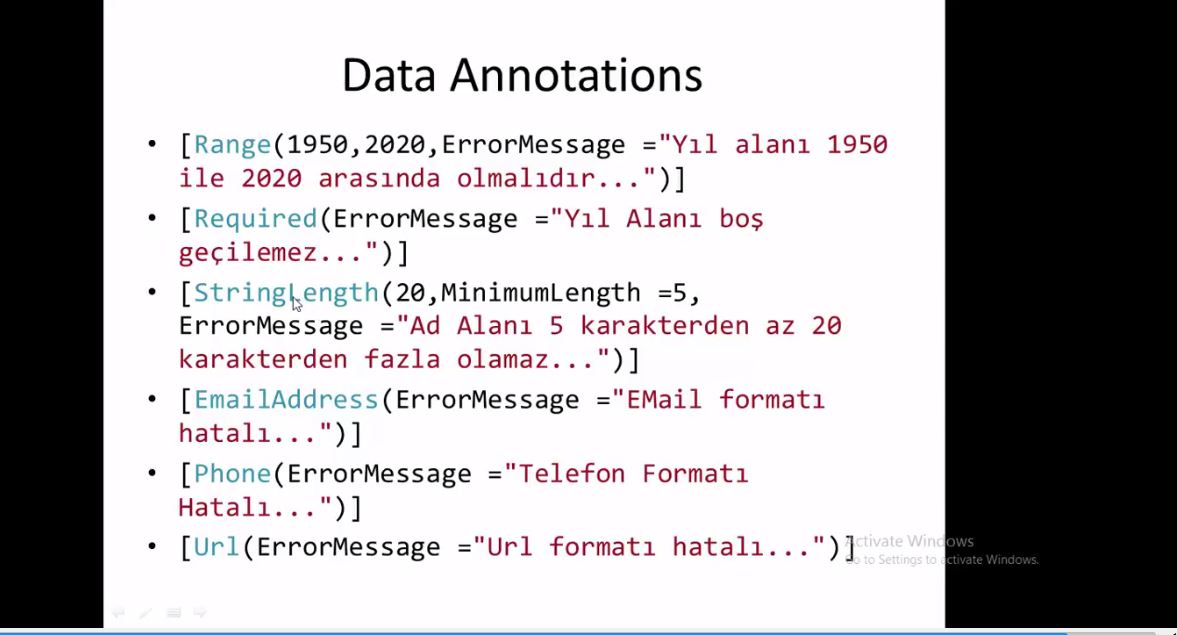 Data Annotations
• [Range(1950,2020,ErrorMessage ="Yıl alanı 1950
ile 2020 arasında olmalıdır...")]
• [Required(ErrorMessage ="Yıl Alanı boş
geçilemez...")]
• [StringLength(20,MinimumLength =5,
ErrorMessage ="Ad Alanı 5 karakterden az 20
karakterden fazla olamaz...")]
• [EmailAddress(ErrorMessage ="EMail formatı
hatalı...")]
• [Phone(ErrorMessage ="Telefon Formatı
Hatalı...")]
• [Url(ErrorMessage ="Url formatı hatalı...")]
Activate Windows
Go to Settings to activate Windows.